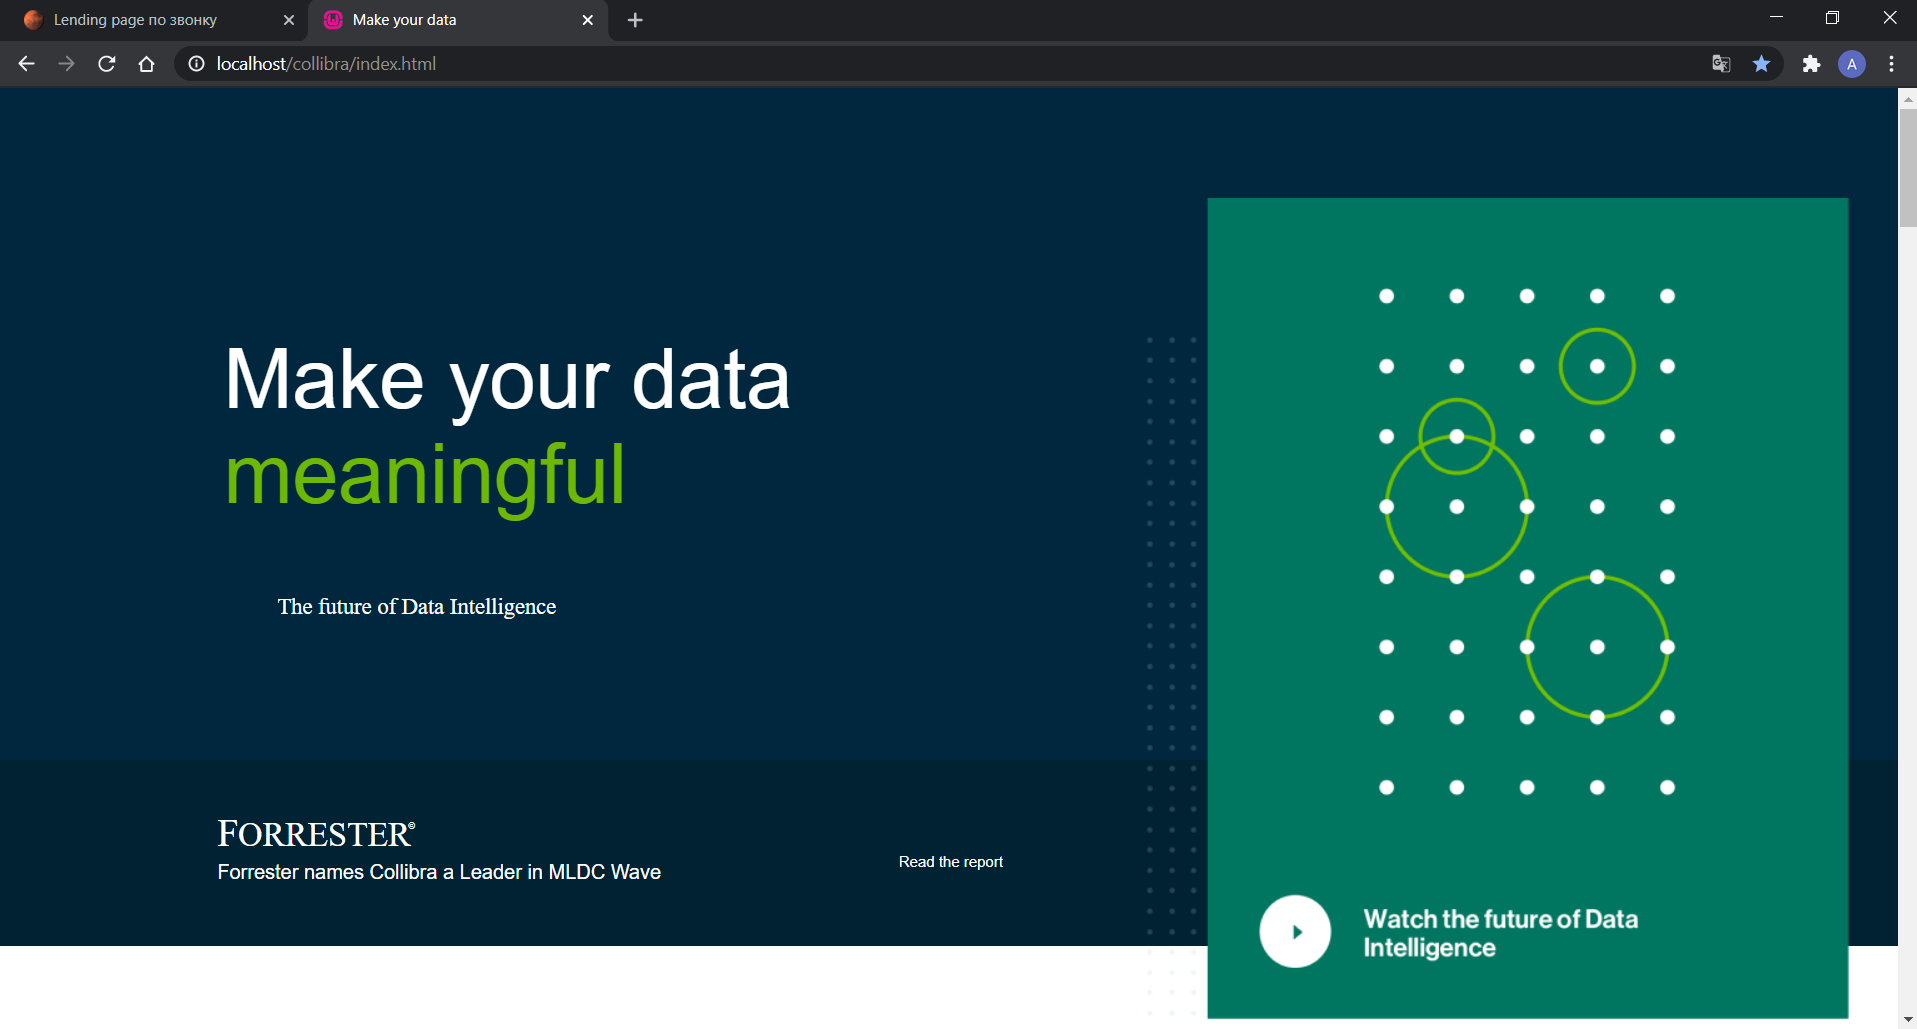 Lending page по звонку
Make your data
localhost/collibra/index.html
A
Make your data
meaningful
The future of Data Intelligence
FORRESTER©
Forrester names Collibra a Leader in MLDC Wave
Read the report
Watch the future of Data
Intelligence